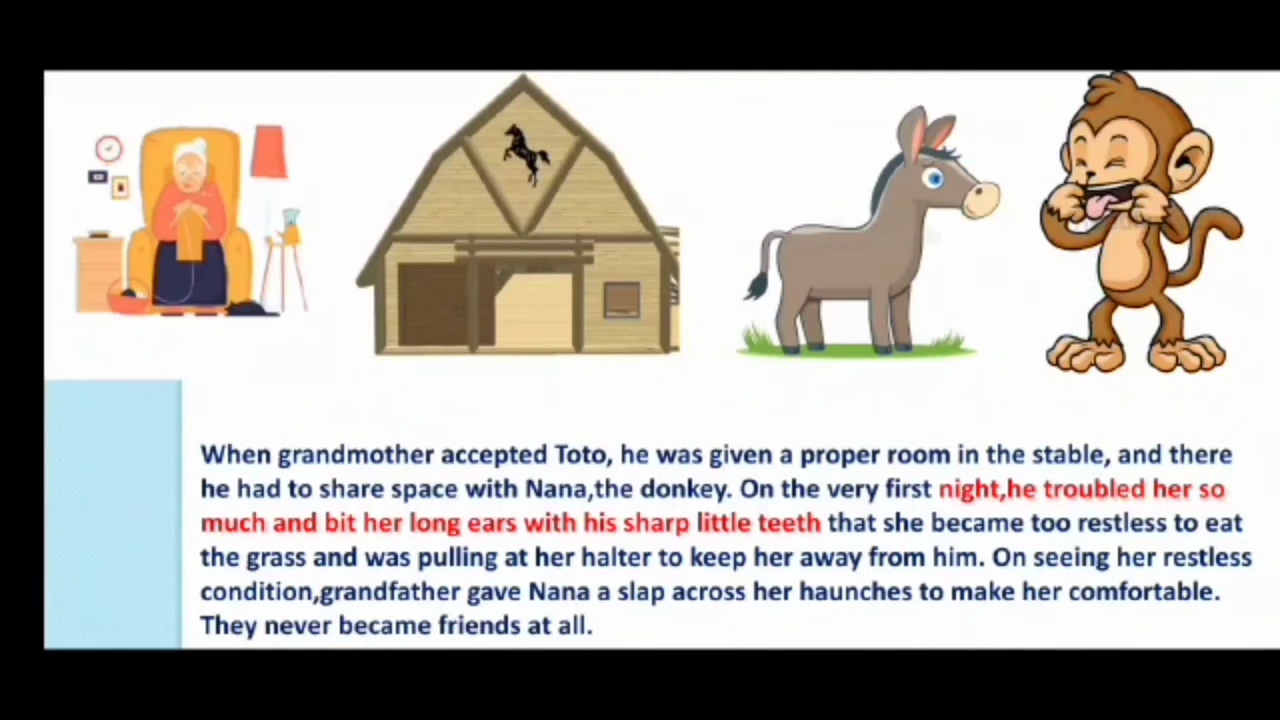 When grandmother accepted Toto, he was given a proper room in the stable, and there
he had to share space with Nana,the donkey. On the very first night,he troubled her so
much and bit her long ears with his sharp little teeth that she became too restless to eat
the grass and was pulling at her halter to keep her away from him. On seeing her restless
condition,grandfather gave Nana a slap across her haunches to make her comfortable.
They never became friends at all.